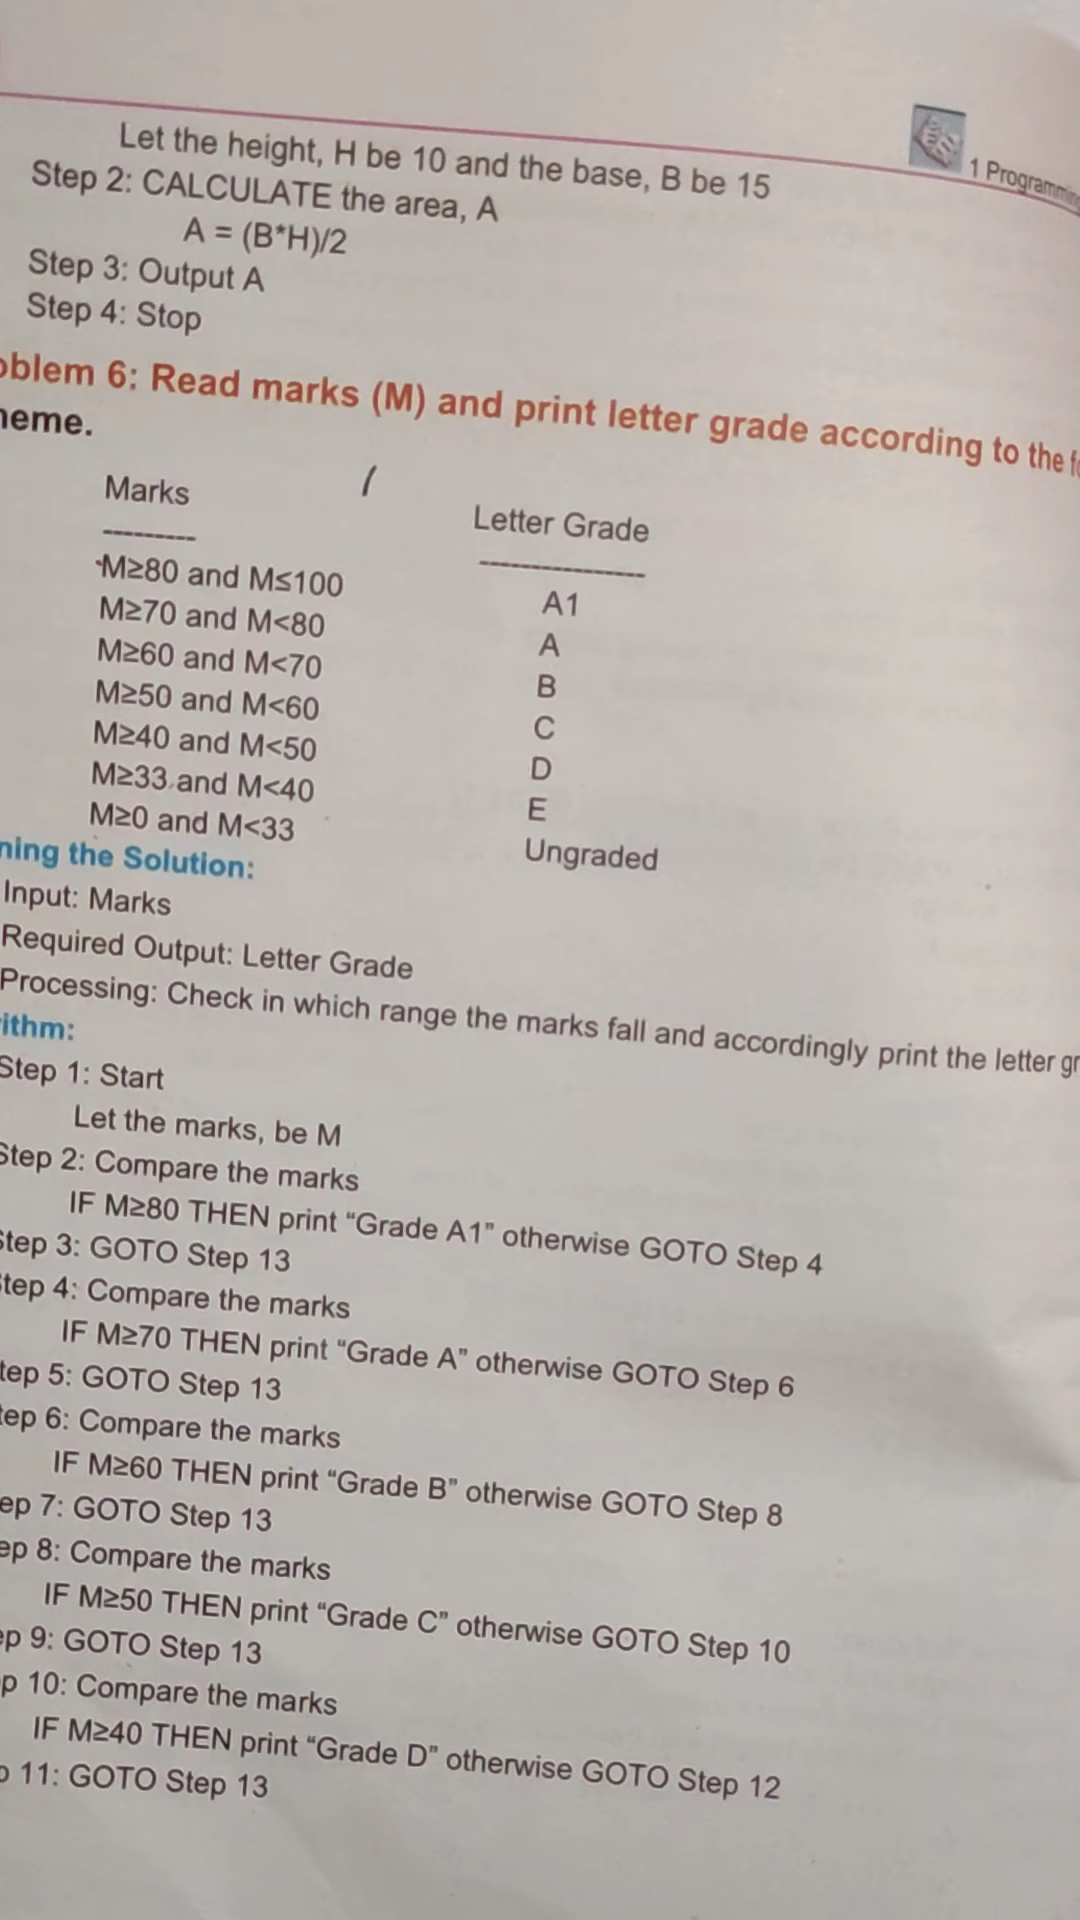 1 Programming
Let the height, H be 10 and the base, B be 15
Step 2: CALCULATE the area, A
A = (B*H)/2
Step 3: Output A
Step 4: Stop
oblem 6: Read marks (M) and print letter grade according to the fo
heme.
Marks Letter Grade
--------- ----------------
M≥80 and M≤100 A1
M≥70 and M<80 A
M≥60 and M<70 B
M≥50 and M<60 C
M≥40 and M<50 D
M≥33 and M<40 E
M≥0 and M<33 Ungraded
ning the Solution:
Input: Marks
Required Output: Letter Grade
Processing: Check in which range the marks fall and accordingly print the letter gr
rithm:
Step 1: Start
Let the marks, be M
Step 2: Compare the marks
IF M≥80 THEN print “Grade A1” otherwise GOTO Step 4
Step 3: GOTO Step 13
Step 4: Compare the marks
IF M≥70 THEN print “Grade A” otherwise GOTO Step 6
tep 5: GOTO Step 13
tep 6: Compare the marks
IF M≥60 THEN print “Grade B” otherwise GOTO Step 8
ep 7: GOTO Step 13
ep 8: Compare the marks
IF M≥50 THEN print “Grade C” otherwise GOTO Step 10
ep 9: GOTO Step 13
p 10: Compare the marks
IF M≥40 THEN print “Grade D” otherwise GOTO Step 12
p 11: GOTO Step 13